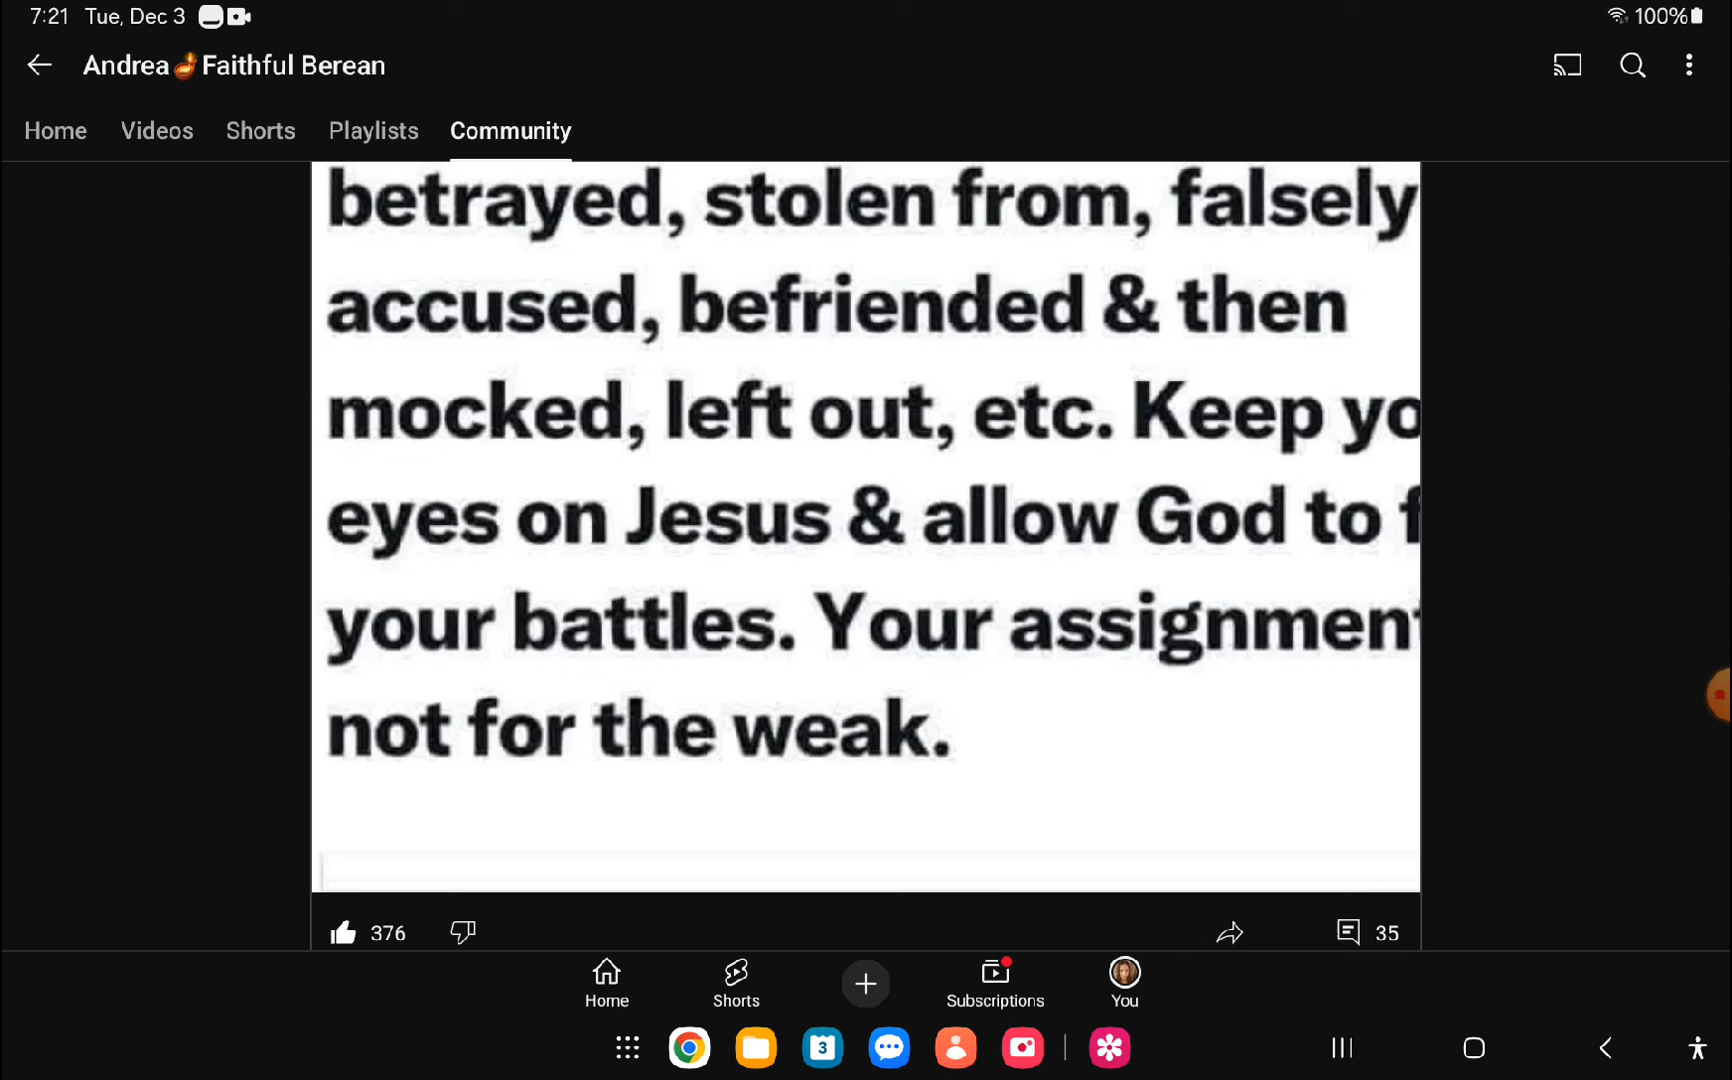 7:21 Tue, Dec 3 100%
Andrea Faithful Berean
Home Videos Shorts Playlists Community
betrayed, stolen from, falsely
accused, befriended & then
mocked, left out, etc. Keep yo
eyes on Jesus & allow God to f
your battles. Your assignment
not for the weak.
376 35
Home Shorts Subscriptions You
3